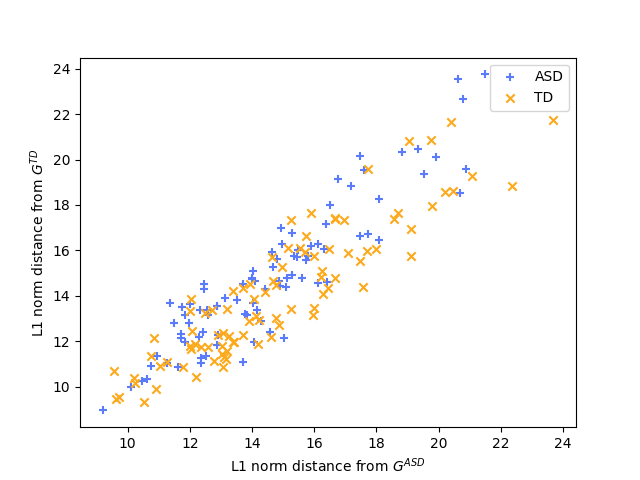 24
22
20
18
16
14
12
10
L1 norm distance from G^{TD}
ASD
TD
10 12 14 16 18 20 22 24
L1 norm distance from G^{ASD}